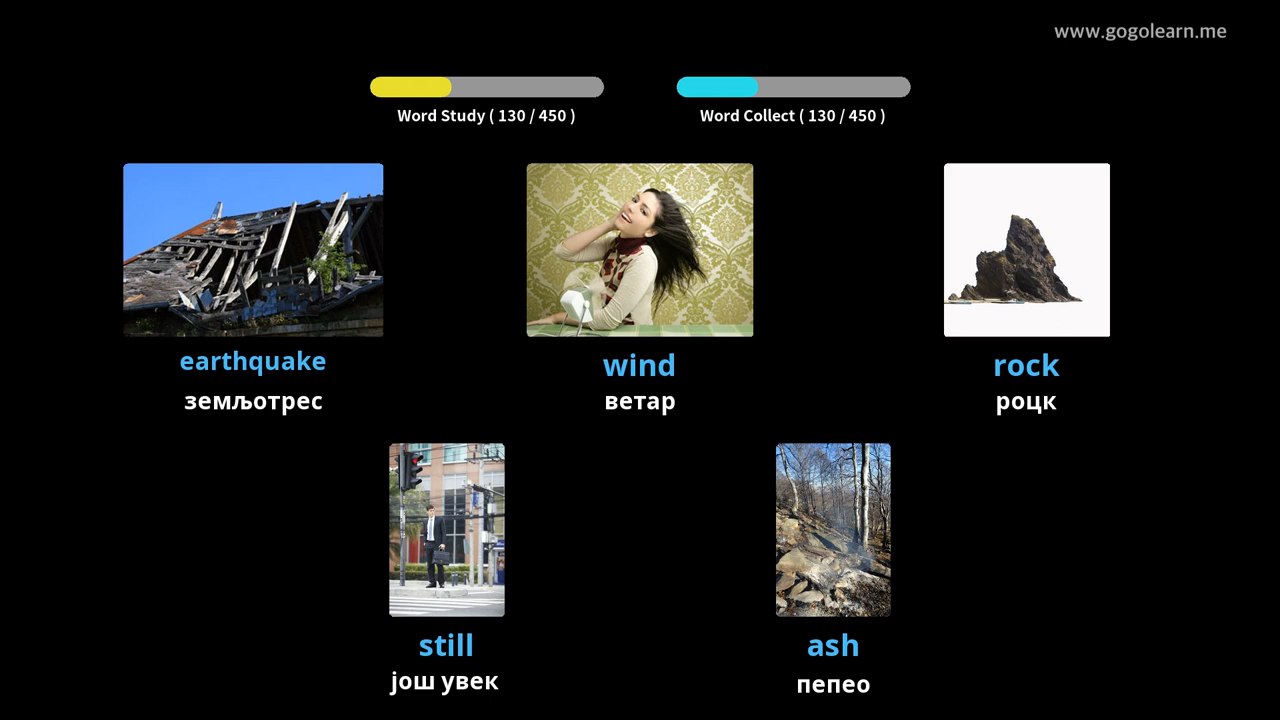 www.gogolearn.me
Word Study ( 130 / 450 )
Word Collect ( 130 / 450 )
earthquake
земљотрес
wind
ветар
rock
роцк
still
још увек
ash
пепео